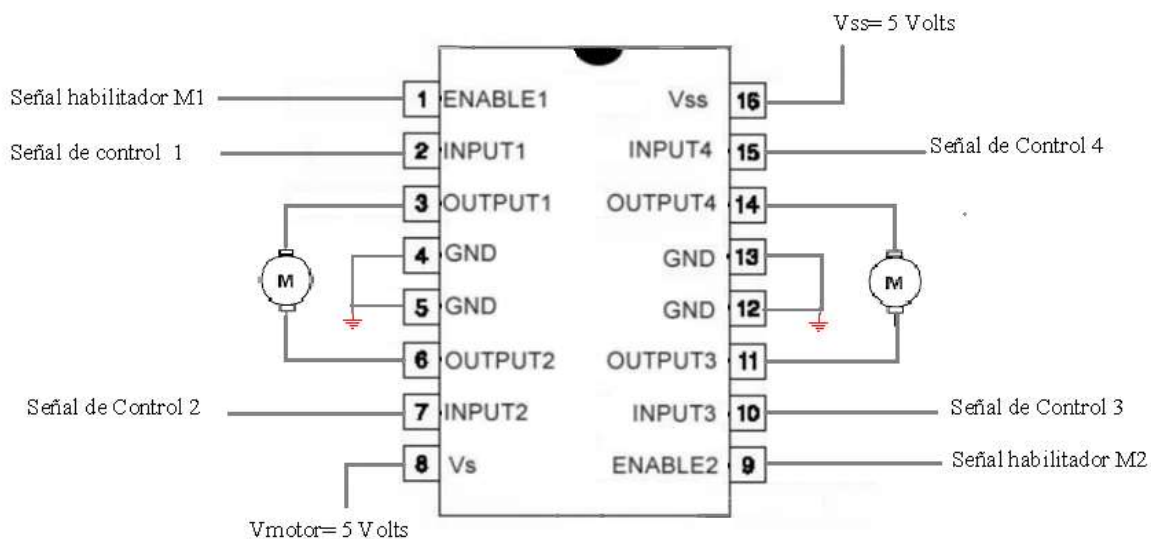 Vss= 5 Volts
Señal habilitador M1
1 ENABLE1
Vss 16
Señal de control 1
2 INPUT1
INPUT4 15
Señal de Control 4
3 OUTPUT1
OUTPUT4 14
4 GND
GND 13
M
M
5 GND
GND 12
6 OUTPUT2
OUTPUT3 11
Señal de Control 2
7 INPUT2
INPUT3 10
Señal de Control 3
8 Vs
ENABLE2 9
Señal habilitador M2
Vmotor= 5 Volts